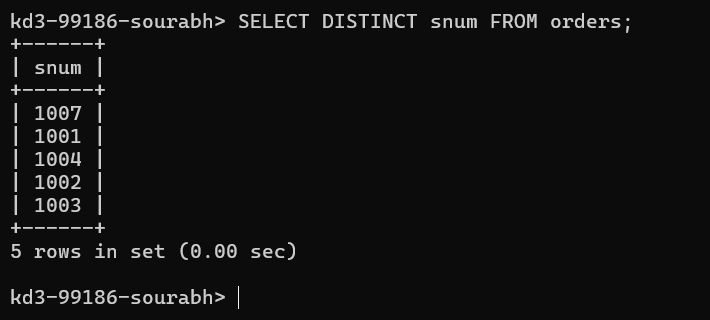 kd3-99186-sourabh> SELECT DISTINCT snum FROM orders;
+------+
| snum |
+------+
| 1007 |
| 1001 |
| 1004 |
| 1002 |
| 1003 |
+------+
5 rows in set (0.00 sec)
kd3-99186-sourabh>